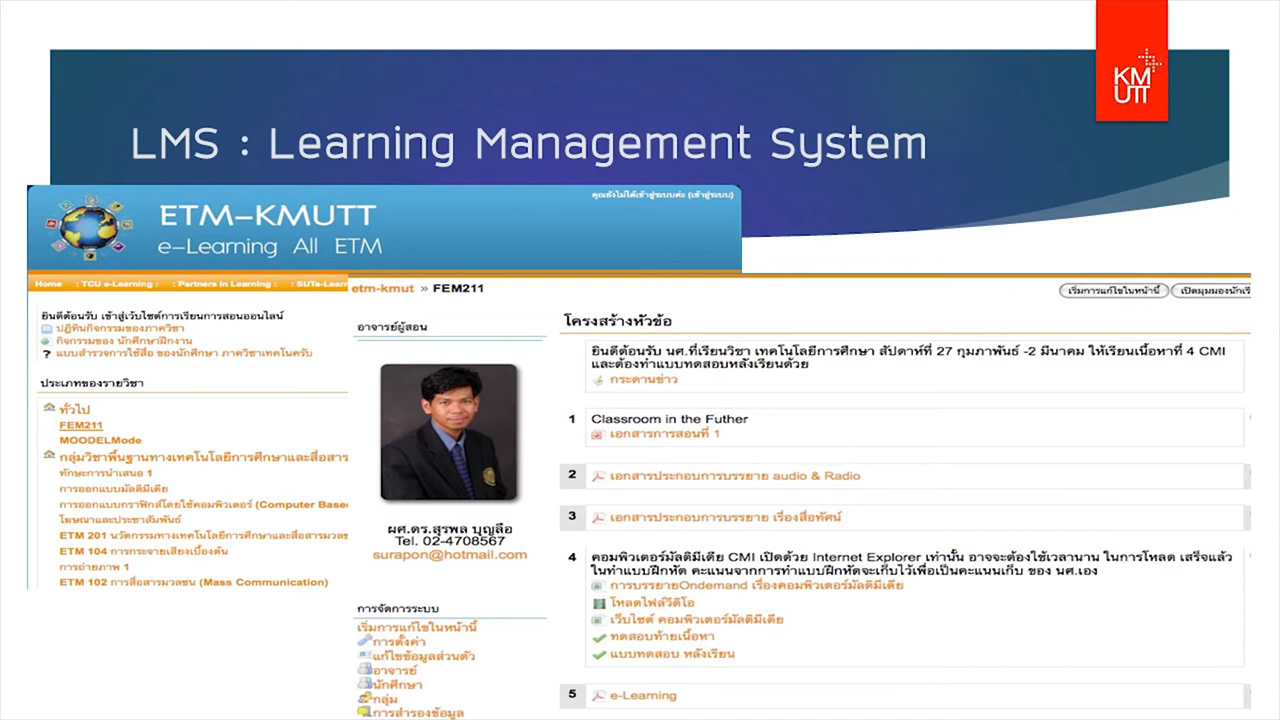 KM
UTT
LMS : Learning Management System
คุณยังไม่ได้เข้าสู่ระบบค่ะ (เข้าสู่ระบบ)
ETM-KMUTT
e-Learning All ETM
Home : TCU e-Learning : : Partners in Learning : : SUTe-Learn
ยินดีต้อนรับ เข้าสู่เว็บไซต์การเรียนการสอนออนไลน์
ปฏิทินกิจกรรมของภาควิชา
กิจกรรมของ นักศึกษาฝึกงาน
แบบสำรวจการใช้สื่อ ของนักศึกษา ภาควิชาเทคโนครับ
ประเภทของรายวิชา
ทั่วไป
FEM211
MOODELMode
กลุ่มวิชาพื้นฐานทางเทคโนโลยีการศึกษาและสื่อสาร
ทักษะการนำเสนอ 1
การออกแบบมัลติมีเดีย
การออกแบบกราฟิกส์โดยใช้คอมพิวเตอร์ (Computer Base
โฆษณาและประชาสัมพันธ์
ETM 201 นวัตกรรมทางเทคโนโลยีการศึกษาและสื่อสารมวลช
ETM 104 การกระจายเสียงเบื้องต้น
การถ่ายภาพ 1
ETM 102 การสื่อสารมวลชน (Mass Communication)
etm-kmut » FEM211
เริ่มการแก้ไขในหน้านี้ เปิดมุมมองนักเรี
อาจารย์ผู้สอน
ผศ.ดร.สุรพล บุญลือ
Tel. 02-4708567
surapon@hotmail.com
การจัดการระบบ
เริ่มการแก้ไขในหน้านี้
การตั้งค่า
แก้ไขข้อมูลส่วนตัว
อาจารย์
นักศึกษา
กลุ่ม
การสำรองข้อมูล
โครงสร้างหัวข้อ
ยินดีต้อนรับ นศ.ที่เรียนวิชา เทคโนโลยีการศึกษา สัปดาห์ที่ 27 กุมภาพันธ์ -2 มีนาคม ให้เรียนเนื้อหาที่ 4 CMI
และต้องทำแบบทดสอบหลังเรียนด้วย
กระดานข่าว
1 Classroom in the Futher
เอกสารการสอนที่ 1
2 เอกสารประกอบการบรรยาย audio & Radio
3 เอกสารประกอบการบรรยาย เรื่องสื่อทัศน์
4 คอมพิวเตอร์มัลติมีเดีย CMI เปิดด้วย Internet Explorer เท่านั้น อาจจะต้องใช้เวลานาน ในการโหลด เสร็จแล้ว
ในทำแบบฝึกหัด คะแนนจากการทำแบบฝึกหัดจะเก็บไว้เพื่อเป็นคะแนนเก็บ ของ นศ.เอง
การบรรยายOndemand เรื่องคอมพิวเตอร์มัลติมีเดีย
โหลดไฟล์วีดีโอ
เว็บไซต์ คอมพิวเตอร์มัลติมีเดีย
ทดสอบท้ายเนื้อหา
แบบทดสอบ หลังเรียน
5 e-Learning